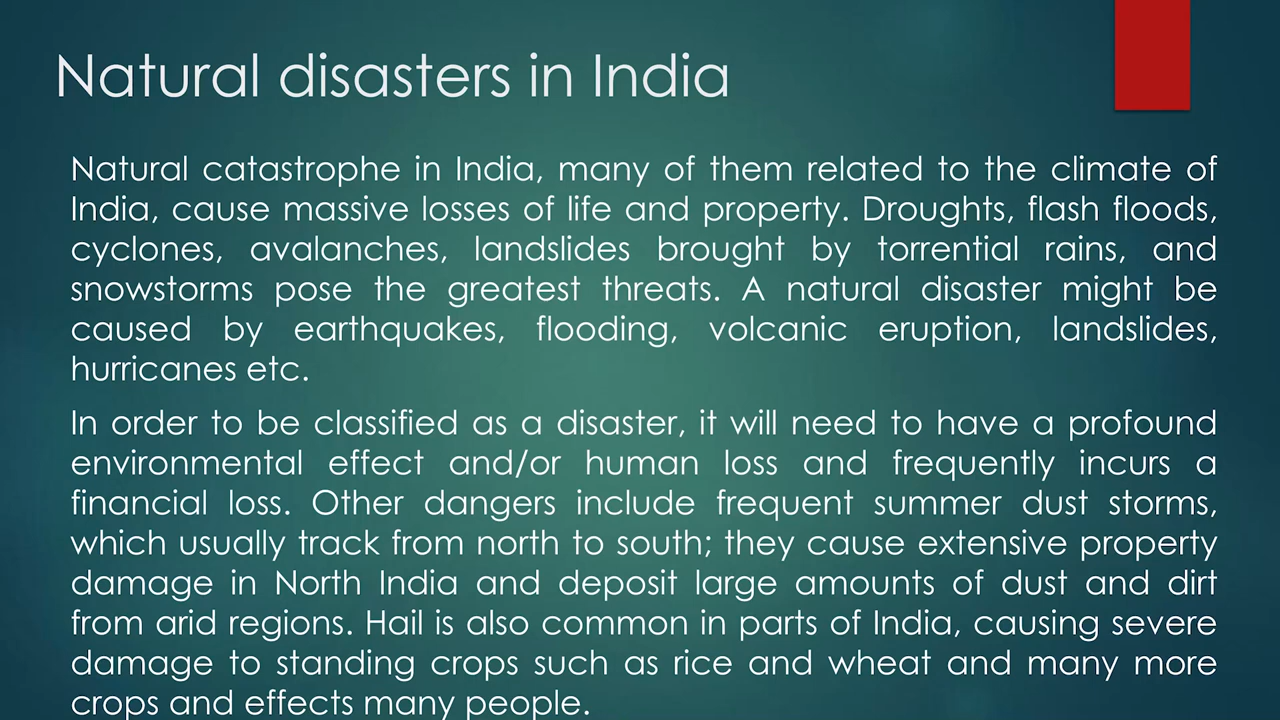 Natural disasters in India
Natural catastrophe in India, many of them related to the climate of
India, cause massive losses of life and property. Droughts, flash floods,
cyclones, avalanches, landslides brought by torrential rains, and
snowstorms pose the greatest threats. A natural disaster might be
caused by earthquakes, flooding, volcanic eruption, landslides,
hurricanes etc.
In order to be classified as a disaster, it will need to have a profound
environmental effect and/or human loss and frequently incurs a
financial loss. Other dangers include frequent summer dust storms,
which usually track from north to south; they cause extensive property
damage in North India and deposit large amounts of dust and dirt
from arid regions. Hail is also common in parts of India, causing severe
damage to standing crops such as rice and wheat and many more
crops and effects many people.